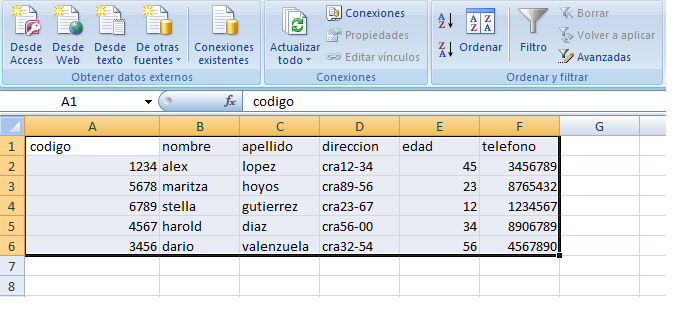 Desde Access
Desde Web
Desde texto
De otras fuentes
Conexiones existentes
Obtener datos externos
Actualizar todo
Conexiones
Propiedades
Editar vínculos
Conexiones
A Z
Z A
Ordenar
Filtro
Borrar
Volver a aplicar
Avanzadas
Ordenar y filtrar
A1 fx codigo
A B C D E F G
1 codigo nombre apellido direccion edad telefono
2 1234 alex lopez cra12-34 45 3456789
3 5678 maritza hoyos cra89-56 23 8765432
4 6789 stella gutierrez cra23-67 12 1234567
5 4567 harold diaz cra56-00 34 8906789
6 3456 dario valenzuela cra32-54 56 4567890
7
8